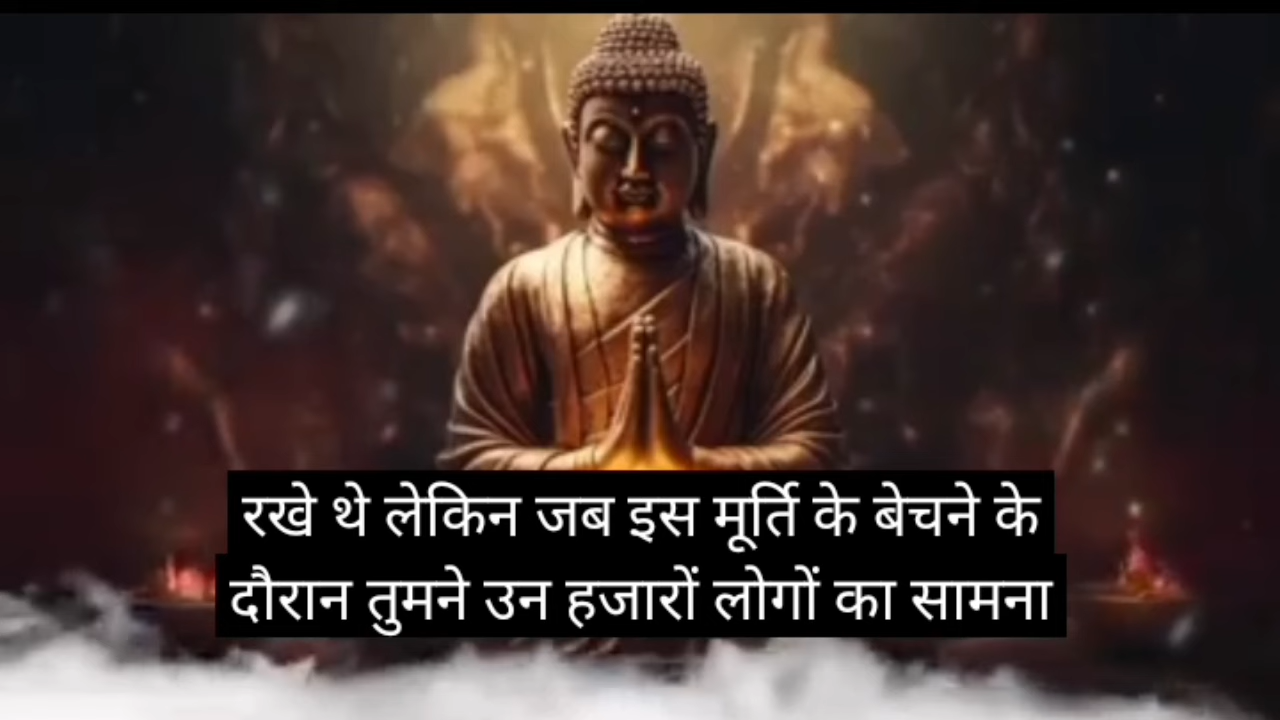 रखे थे लेकिन जब इस मूर्ति के बेचने के
दौरान तुमने उन हजारों लोगों का सामना